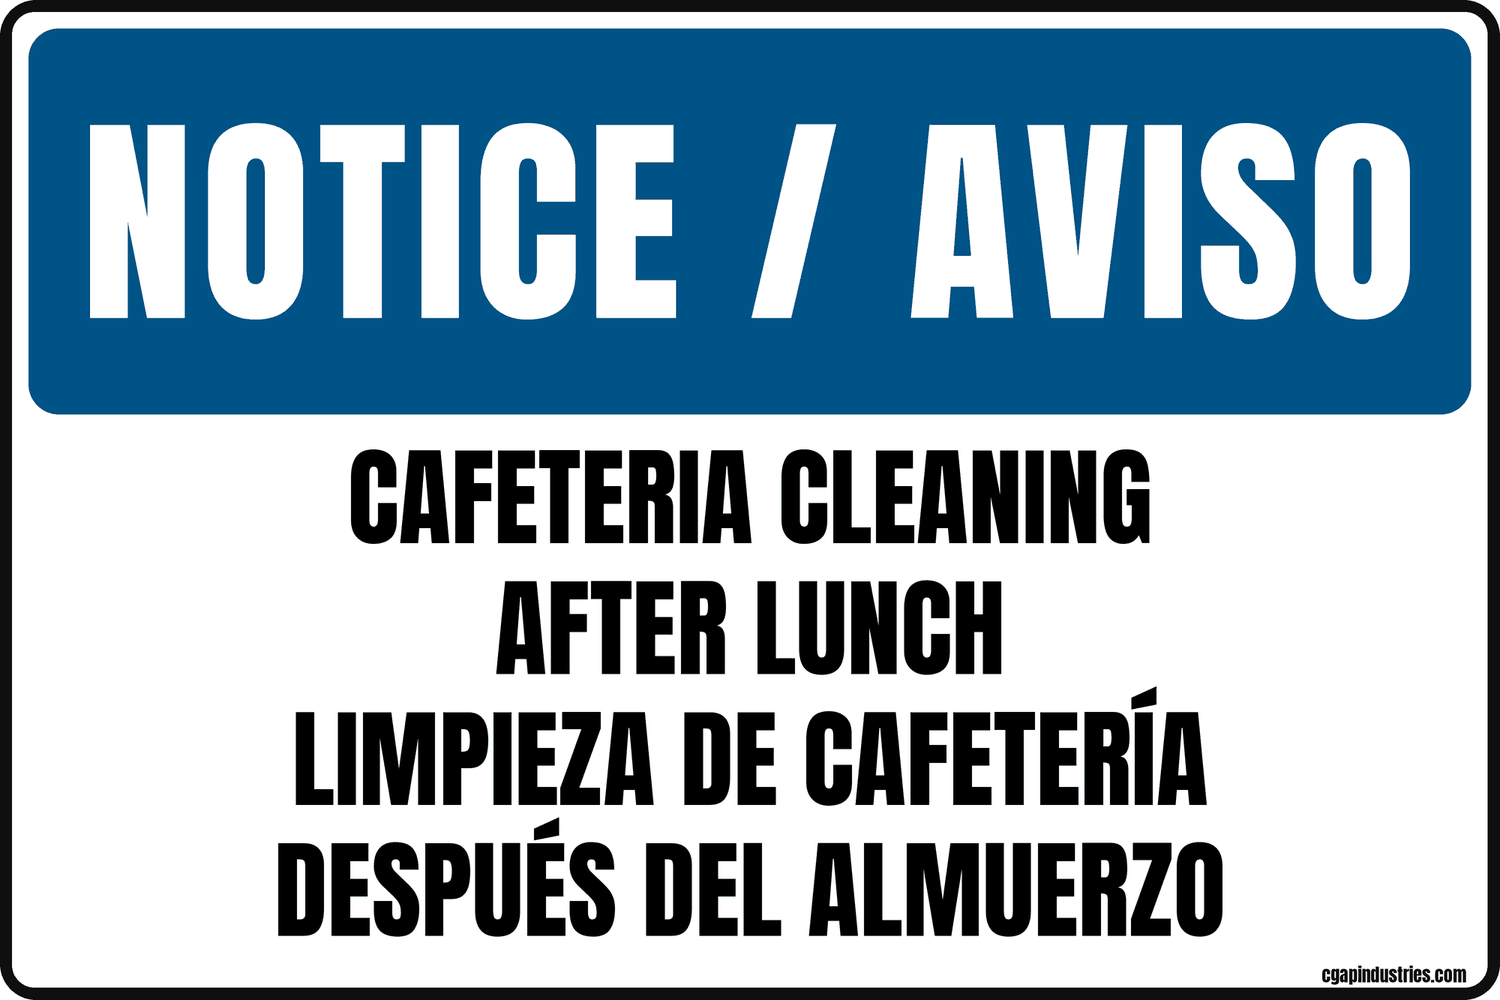 NOTICE / AVISO
CAFETERIA CLEANING
AFTER LUNCH
LIMPIEZA DE CAFETERÍA
DESPUÉS DEL ALMUERZO
cgapindustries.com